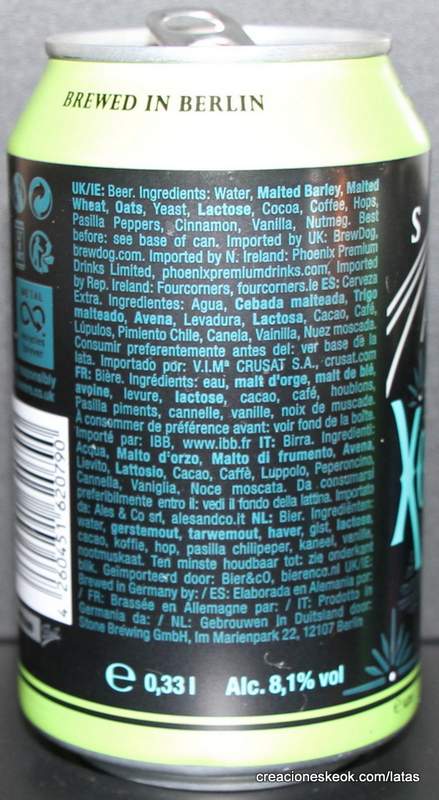 BREWED IN BERLIN
UK/IE: Beer. Ingredients: Water, Malted Barley, Malted
Wheat, Oats, Yeast, Lactose, Cocoa, Coffee, Hops,
Pasilla Peppers, Cinnamon, Vanilla, Nutmeg. Best
before: see base of can. Imported by UK: BrewDog,
brewdog.com. Imported by N. Ireland: Phoenix Premium
Drinks Limited, phoenixpremiumdrinks.com, Imported
by Rep. Ireland: Fourcorners, fourcorners.ie ES: Cerveza
Extra. Ingredientes: Agua, Cebada malteada, Trigo
malteado, Avena, Levadura, Lactosa, Cacao, Café,
Lúpulos, Pimiento Chile, Canela, Vainilla, Nuez moscada.
Consumir preferentemente antes del: ver base de la
lata. Importado por: V.I.Mª CRUSAT S.A., crusat.com
FR: Bière. Ingrédients: eau, malt d'orge, malt de blé,
avoine, levure, lactose, cacao, café, houblons,
Pasilla piments, cannelle, vanille, noix de muscade.
À consommer de préférence avant: voir fond de la boîte.
Importé par: IBB, www.ibb.fr IT: Birra. Ingredienti:
Acqua, Malto d'orzo, Malto di frumento, Avena,
Lievito, Lattosio, Cacao, Caffè, Luppolo, Peperoncino,
Cannella, Vaniglia, Noce moscata. Da consumarsi
preferibilmente entro il: vedi il fondo della lattina. Importato
da: Ales & Co srl, alesandco.it NL: Bier. Ingrediënten:
water, gerstemout, tarwemout, haver, gist, lactose,
cacao, koffie, hop, pasilla chilipeper, kaneel, vanille,
nootmuskaat. Ten minste houdbaar tot: zie onderkant
blik. Geïmporteerd door: Bier&cO, bierenco.nl UK/IE:
Brewed in Germany by: / ES: Elaborada en Alemania por:
/ FR: Brassée en Allemagne par: / IT: Prodotto in
Germania da: / NL: Gebrouwen in Duitsland door:
Stone Brewing GmbH, Im Marienpark 22, 12107 Berlin
e 0,33 l Alc. 8,1% vol
METAL
4 260451 620790
S
X
creacioneskeok.com/latas